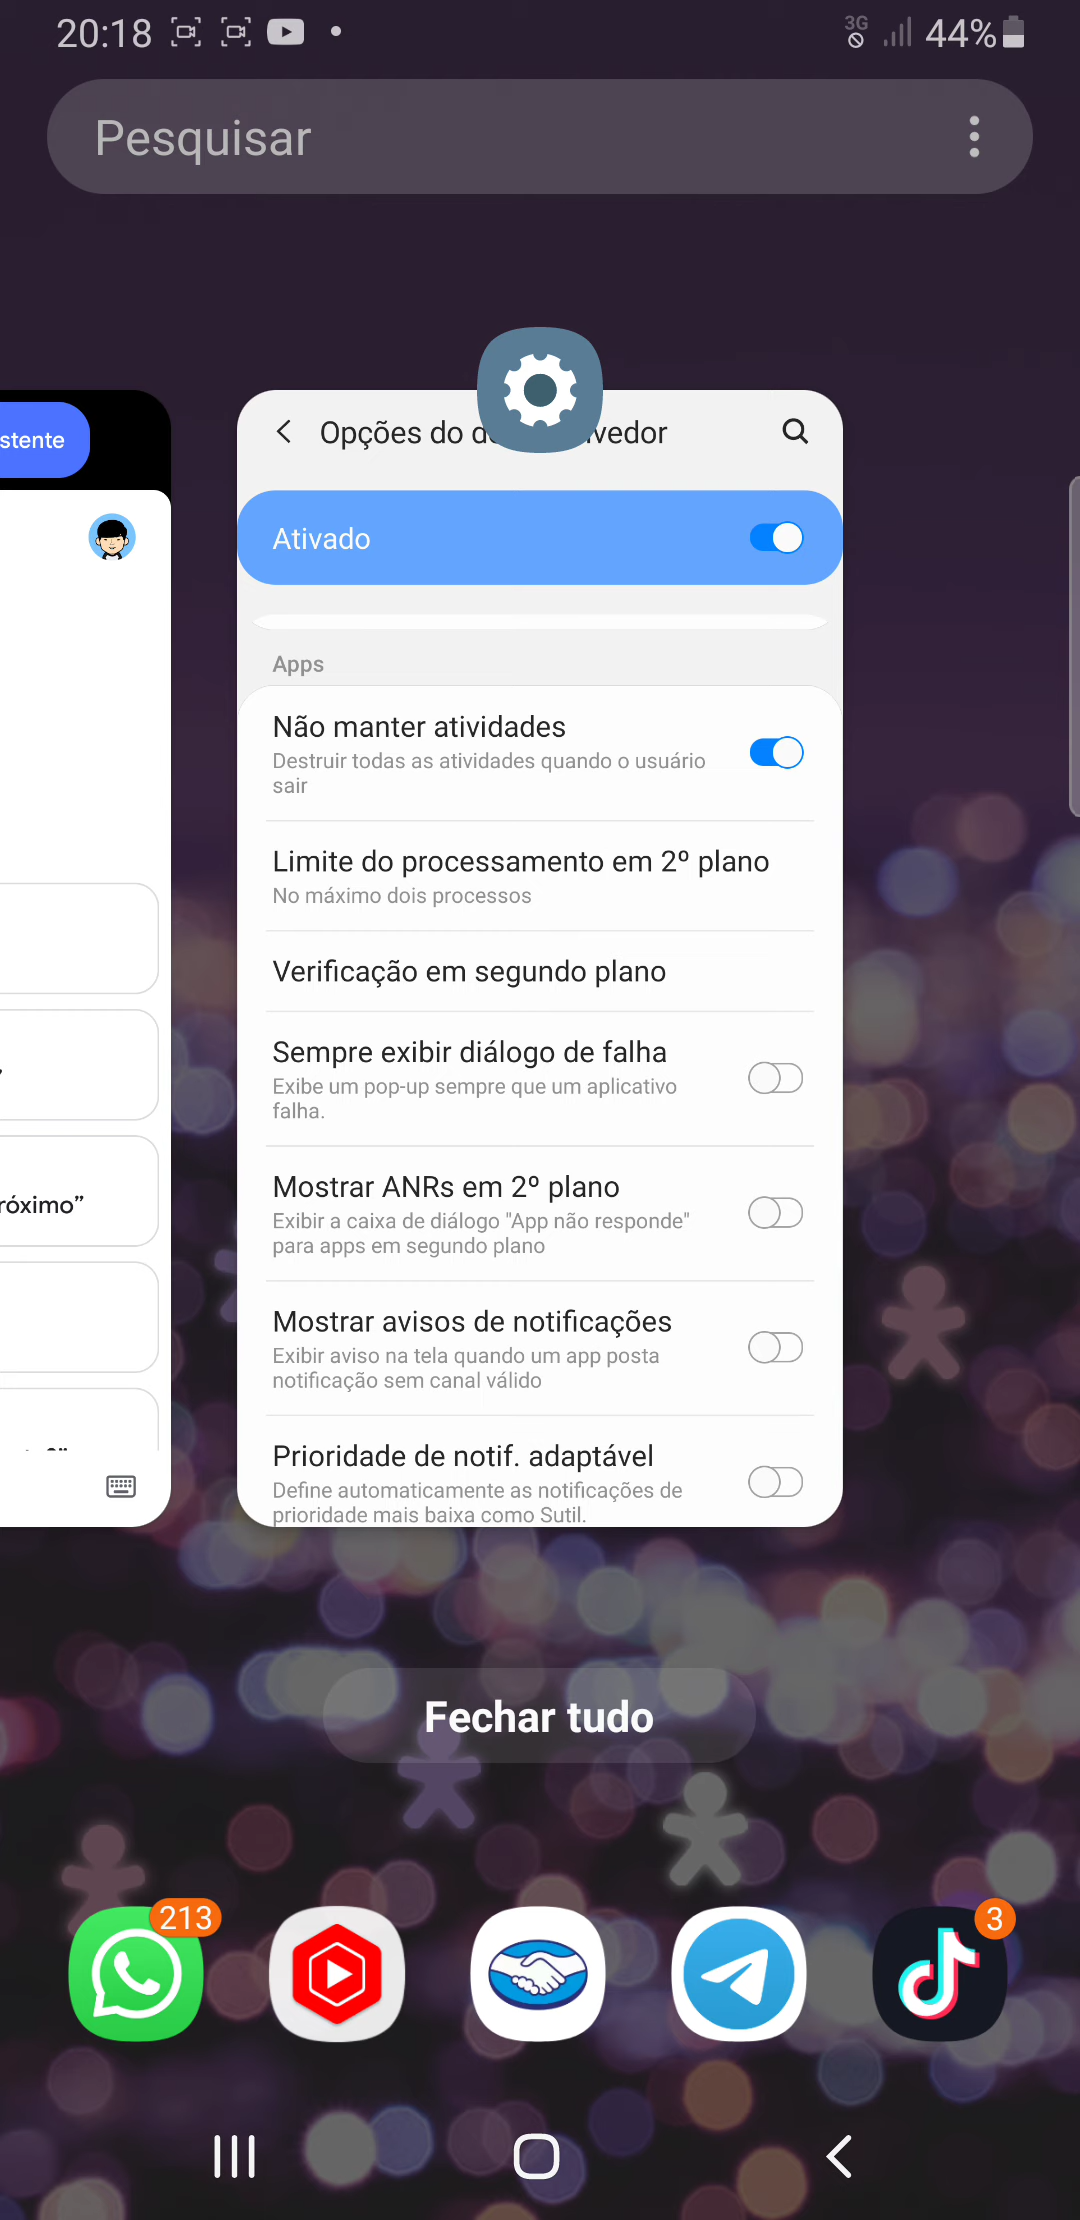 20:18
3G
44%
Pesquisar
stente
róximo”
Opções do d vedor
Ativado
Apps
Não manter atividades
Destruir todas as atividades quando o usuário
sair
Limite do processamento em 2º plano
No máximo dois processos
Verificação em segundo plano
Sempre exibir diálogo de falha
Exibe um pop-up sempre que um aplicativo
falha.
Mostrar ANRs em 2º plano
Exibir a caixa de diálogo "App não responde"
para apps em segundo plano
Mostrar avisos de notificações
Exibir aviso na tela quando um app posta
notificação sem canal válido
Prioridade de notif. adaptável
Define automaticamente as notificações de
prioridade mais baixa como Sutil.
Fechar tudo
213
3